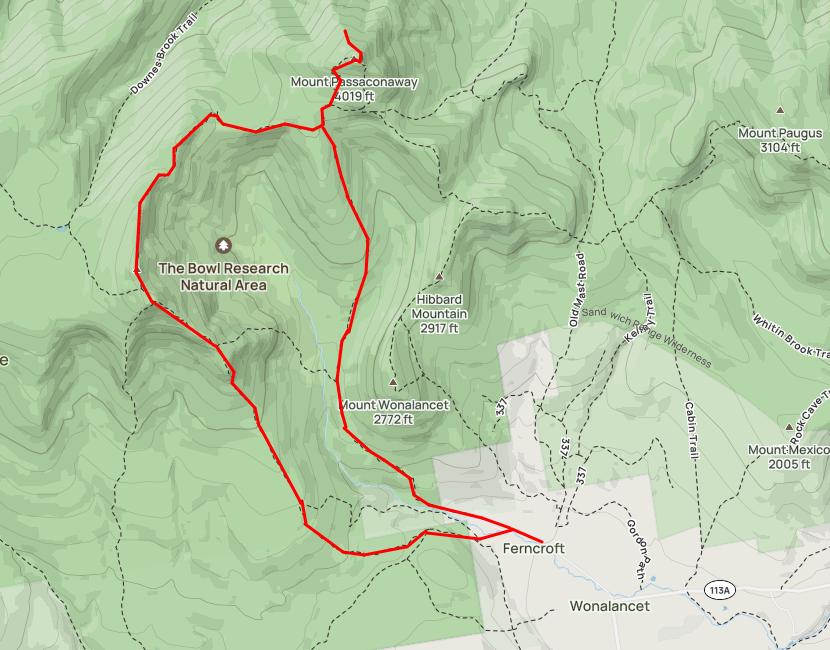 Downes Brook Trail
Mount Passaconaway
4019 ft
Mount Paugus
3104 ft
The Bowl Research
Natural Area
Hibbard
Mountain
2917 ft
Old Mast Road
Sandwich Range Wilderness
Kelley Trail
Whitin Brook Tra
e
Mount Wonalancet
2772 ft
337
337
337
Cabin Trail
Rock Cave T
Mount Mexico
2005 ft
Gordon Path
Ferncroft
113A
Wonalancet